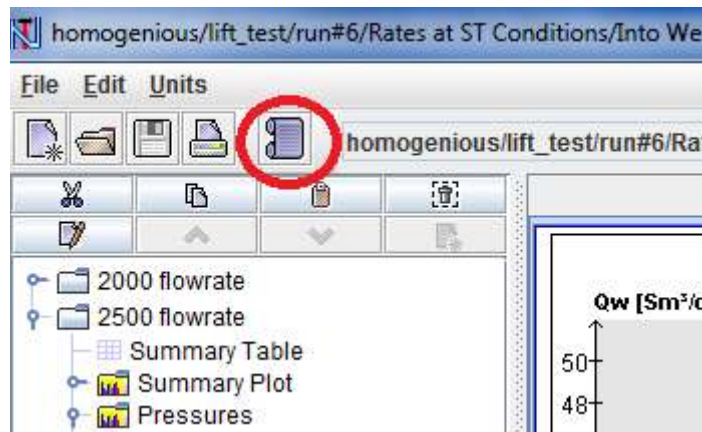 homogenious/lift_test/run#6/Rates at ST Conditions/Into We
File Edit Units
homogenious/lift_test/run#6/Ra
2000 flowrate
2500 flowrate
Summary Table
Summary Plot
Pressures
Qw [Sm³/d
50
48